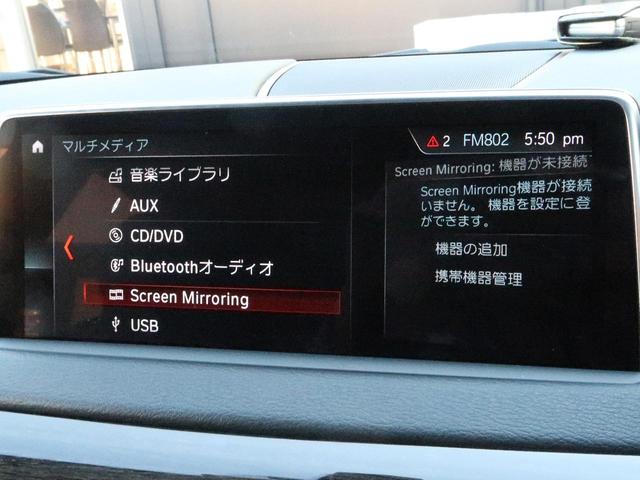 マルチメディア
音楽ライブラリ
AUX
CD/DVD
Bluetoothオーディオ
Screen Mirroring
USB
2 FM802 5:50 pm
Screen Mirroring: 機器が未接続
Screen Mirroring機器が接続
いません。 機器を設定に登
ができます。
機器の追加
携帯機器管理